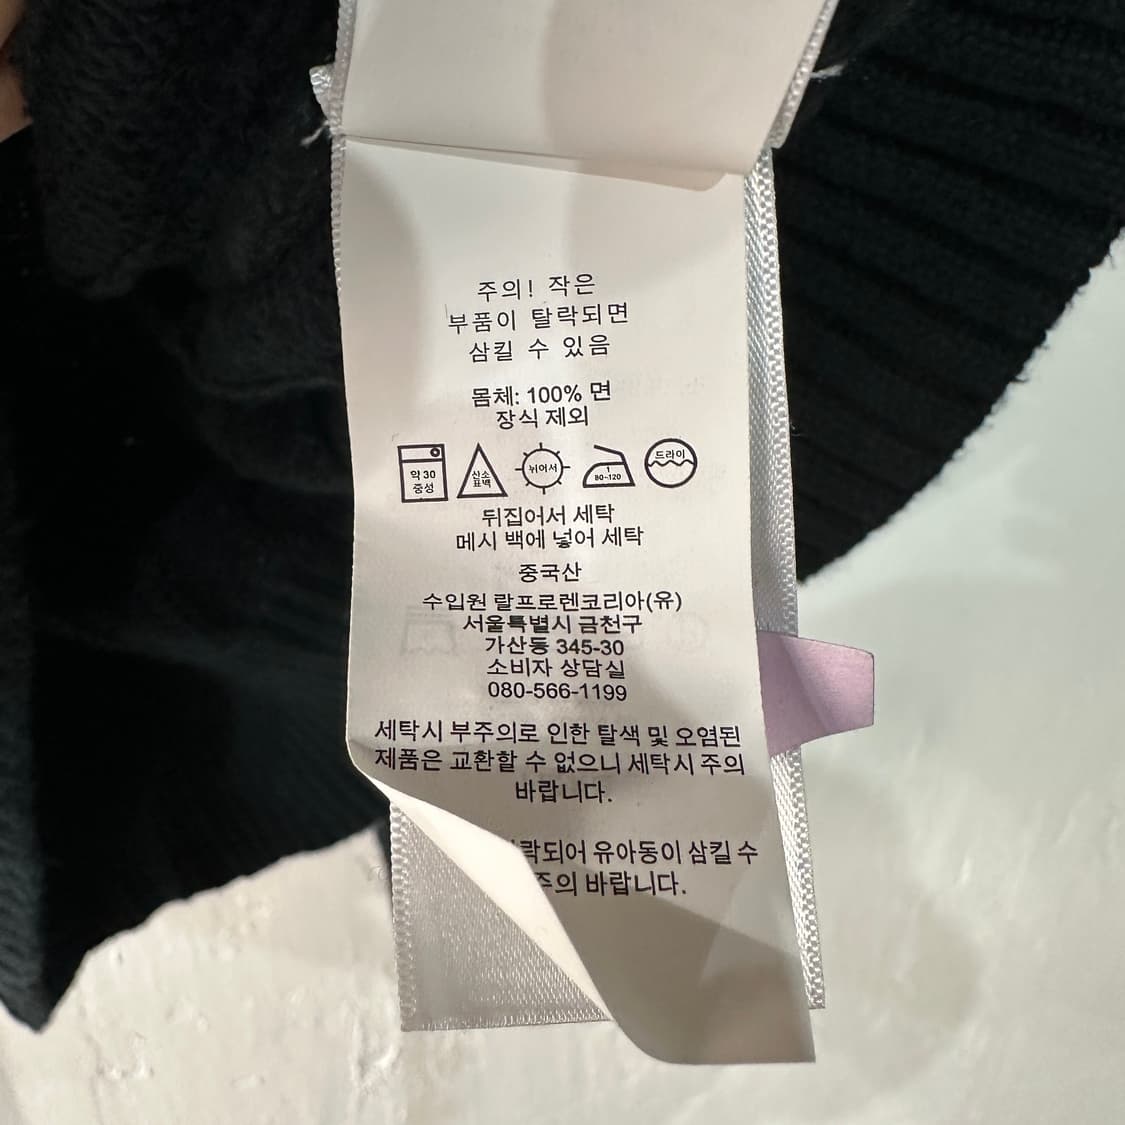 주의! 작은
부품이 탈락되면
삼킬 수 있음
몸체: 100% 면
장식 제외
약 30
중성
산소
표백
뉘어서
1
80~120
드라이
뒤집어서 세탁
메시 백에 넣어 세탁
중국산
수입원 랄프로렌코리아(유)
서울특별시 금천구
가산동 345-30
소비자 상담실
080-566-1199
세탁시 부주의로 인한 탈색 및 오염된
제품은 교환할 수 없으니 세탁시 주의
바랍니다.
락되어 유아동이 삼킬 수
주의 바랍니다.